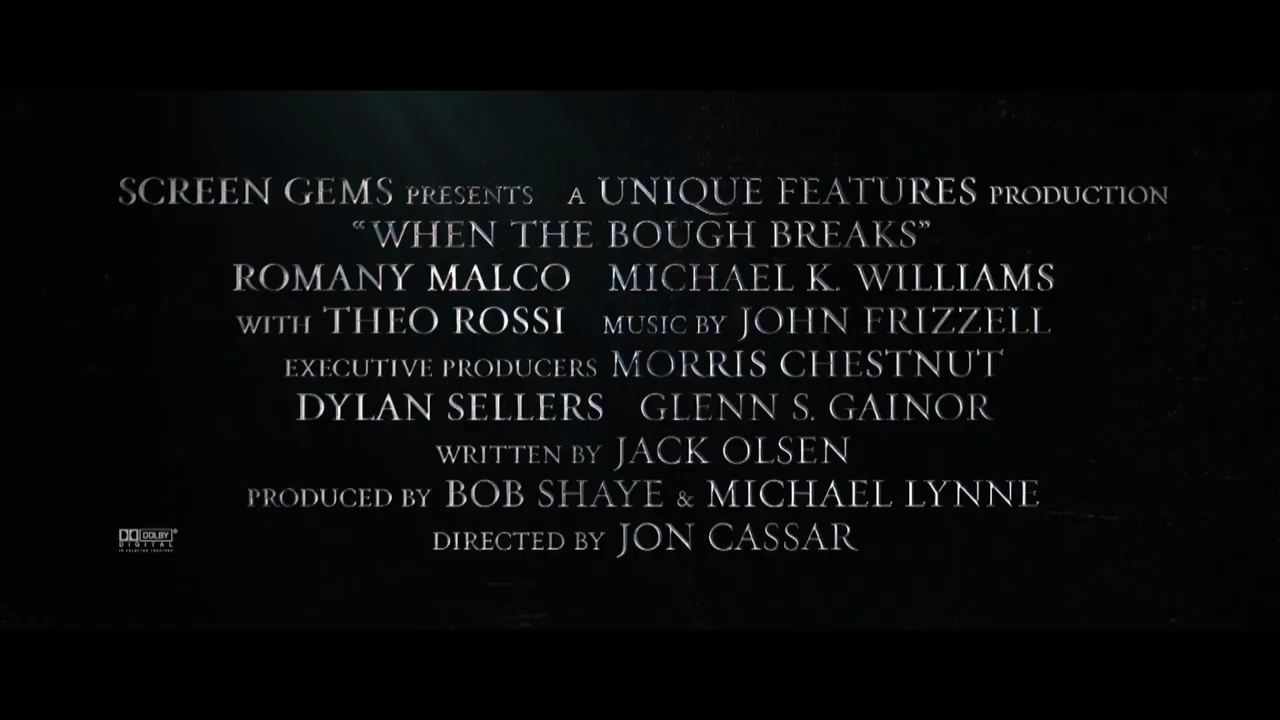 SCREEN GEMS PRESENTS A UNIQUE FEATURES PRODUCTION
"WHEN THE BOUGH BREAKS"
ROMANY MALCO MICHAEL K. WILLIAMS
WITH THEO ROSSI MUSIC BY JOHN FRIZZELL
EXECUTIVE PRODUCERS MORRIS CHESTNUT
DYLAN SELLERS GLENN S. GAINOR
WRITTEN BY JACK OLSEN
PRODUCED BY BOB SHAYE & MICHAEL LYNNE
DIRECTED BY JON CASSAR
DOLBY
DIGITAL